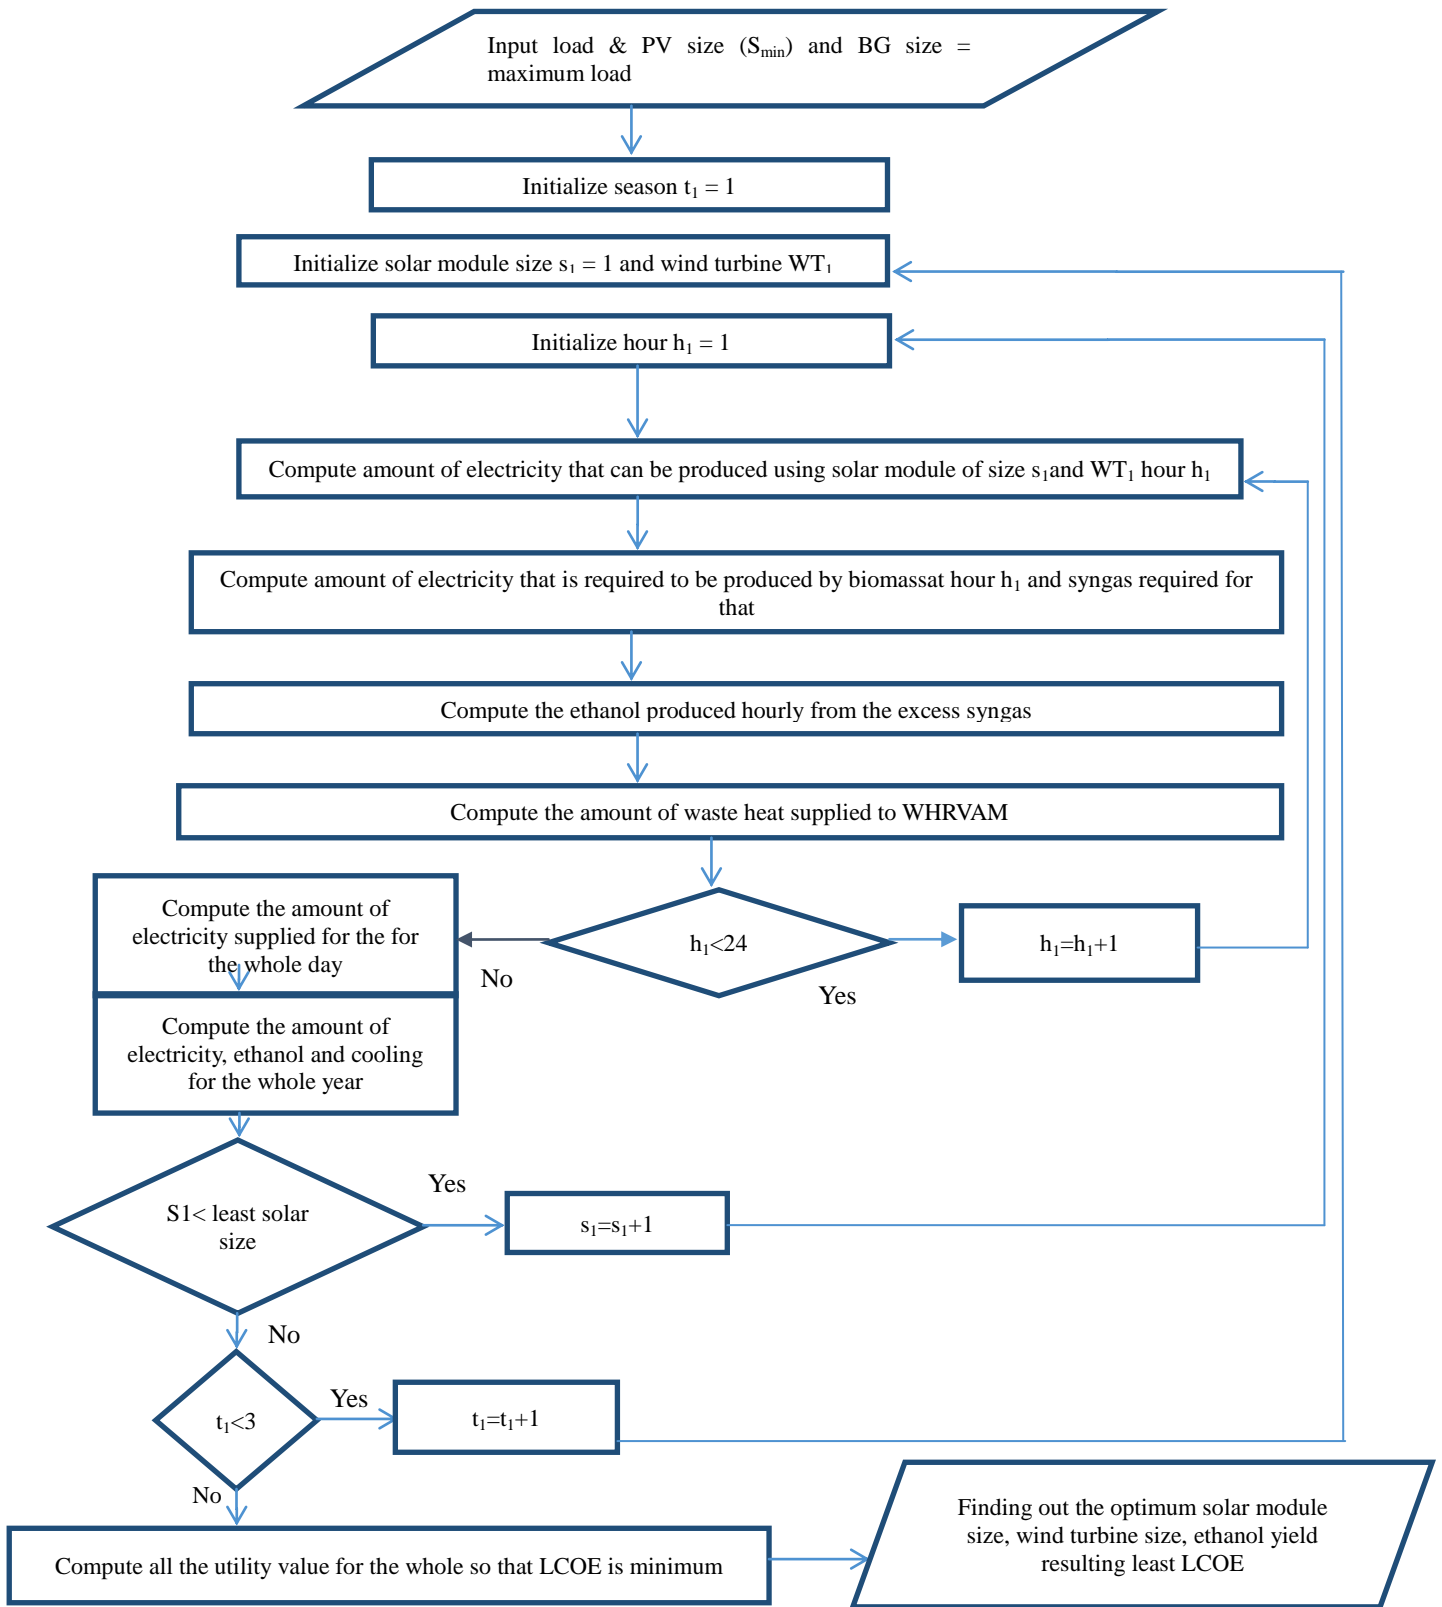 Input load & PV size (Smin) and BG size =
maximum load
Initialize season t1 = 1
Initialize solar module size s1 = 1 and wind turbine WT1
Initialize hour h1 = 1
Compute amount of electricity that can be produced using solar module of size s1and WT1 hour h1
Compute amount of electricity that is required to be produced by biomassat hour h1 and syngas required for
that
Compute the ethanol produced hourly from the excess syngas
Compute the amount of waste heat supplied to WHRVAM
Compute the amount of
electricity supplied for the for
the whole day
h1<24
h1=h1+1
No
Yes
Compute the amount of
electricity, ethanol and cooling
for the whole year
S1< least solar
size
Yes
s1=s1+1
No
t1<3
Yes
t1=t1+1
No
Compute all the utility value for the whole so that LCOE is minimum
Finding out the optimum solar module
size, wind turbine size, ethanol yield
resulting least LCOE